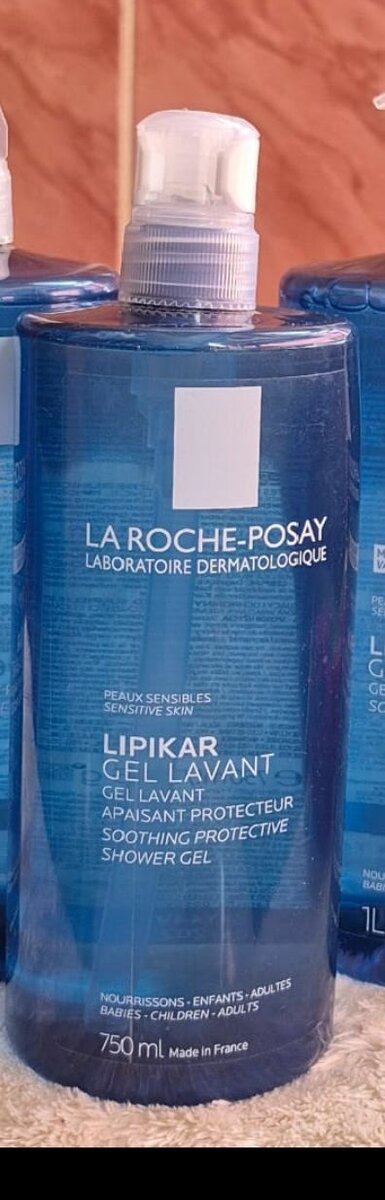 LA ROCHE-POSAY
LABORATOIRE DERMATOLOGIQUE
PEAUX SENSIBLES
SENSITIVE SKIN
LIPIKAR
GEL LAVANT
GEL LAVANT
APAISANT PROTECTEUR
SOOTHING PROTECTIVE
SHOWER GEL
NOURRISSONS - ENFANTS - ADULTES
BABIES - CHILDREN - ADULTS
750 ml Made in France
1L